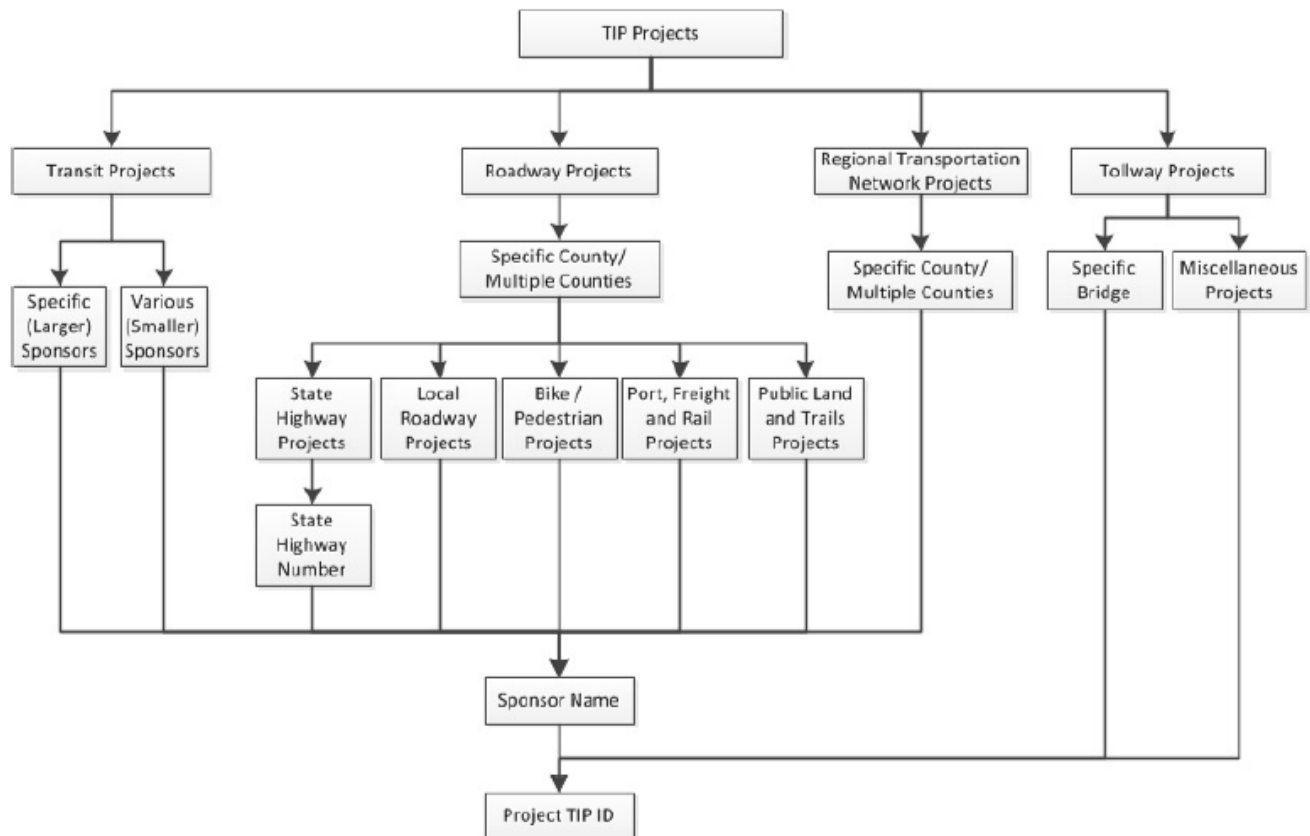 TIP Projects
Transit Projects
Roadway Projects
Regional Transportation
Network Projects
Tollway Projects
Specific County/
Multiple Counties
Specific County/
Multiple Counties
Specific
Bridge
Miscellaneous
Projects
Specific
(Larger)
Sponsors
Various
(Smaller)
Sponsors
State
Highway
Projects
Local
Roadway
Projects
Bike /
Pedestrian
Projects
Port, Freight
and Rail
Projects
Public Land
and Trails
Projects
State
Highway
Number
Sponsor Name
Project TIP ID